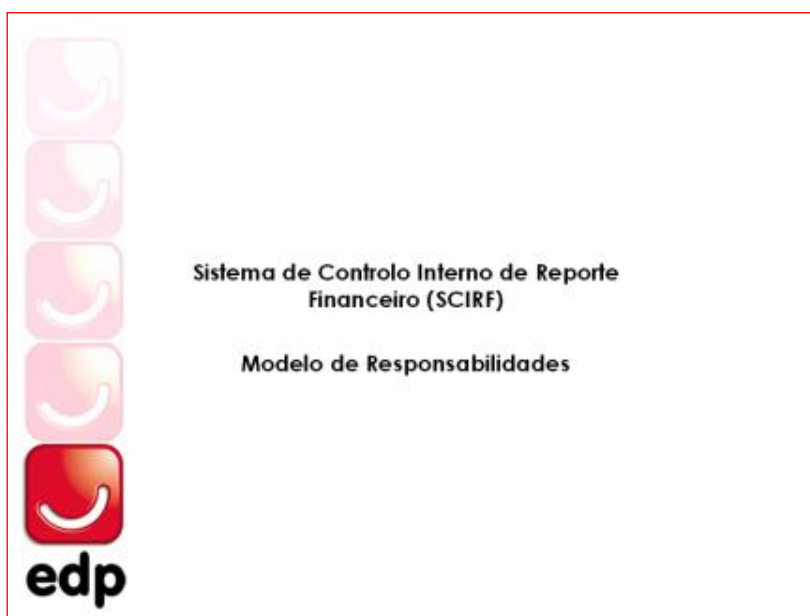 Sistema de Controlo Interno de Reporte
Financeiro (SCIRF)
Modelo de Responsabilidades
edp